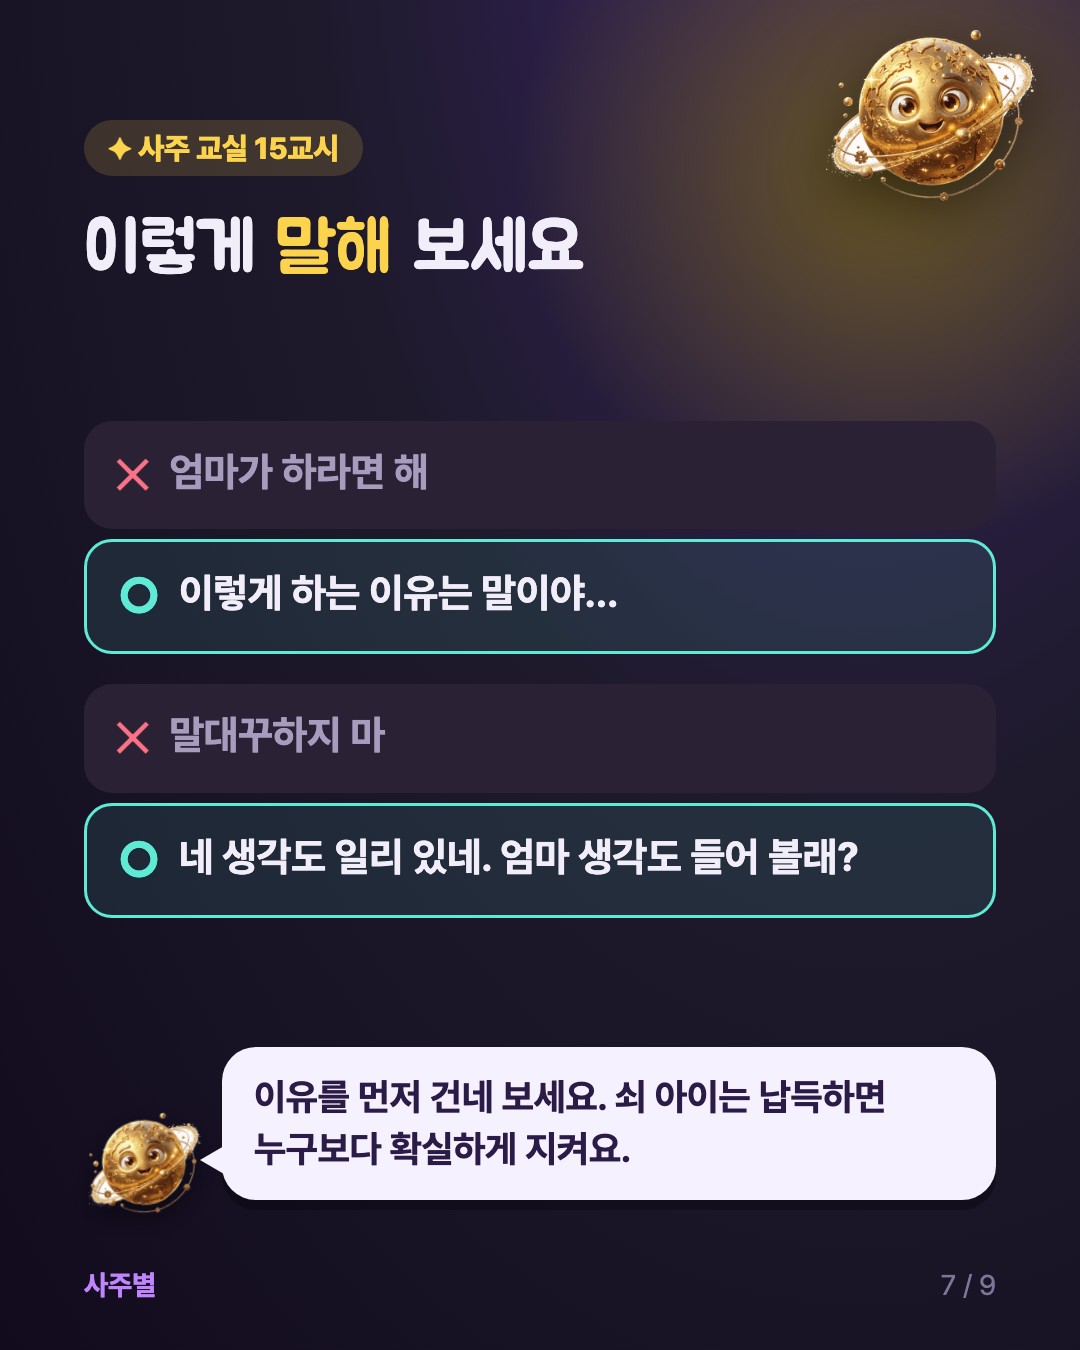 ✦ 사주 교실 15교시
이렇게 말해 보세요
엄마가 하라면 해
이렇게 하는 이유는 말이야...
말대꾸하지 마
네 생각도 일리 있네. 엄마 생각도 들어 볼래?
이유를 먼저 건네 보세요. 쇠 아이는 납득하면
누구보다 확실하게 지켜요.
사주별
7 / 9